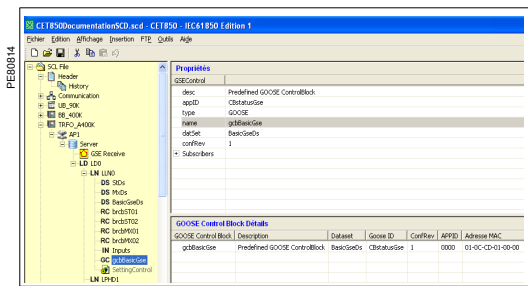 PE80814
CET850DocumentationSCD.scd - CET850 - IEC61850 Edition 1
Fichier Edition Affichage Insertion FTP Outils Aide
SCL File
Header
History
Communication
UB_90K
BB_400K
TRFO_A400K
AP1
Server
GSE Receive
LD LD0
LN LLN0
DS StDs
DS MxDs
DS BasicGseDs
RC brcbST01
RC brcbST02
RC brcbMX01
RC brcbMX02
IN Inputs
GC gcbBasicGse
SettingControl
LN LPHD1
Propriétés
GSEControl
desc Predefined GOOSE ControlBlock
appID CBstatusGse
type GOOSE
name gcbBasicGse
datSet BasicGseDs
confRev 1
Subscribers
GOOSE Control Block Détails
GOOSE Control Block Description Dataset Goose ID ConfRev APPID Adresse MAC
gcbBasicGse Predefined GOOSE ControlBlock BasicGseDs CBstatusGse 1 0000 01-0C-CD-01-00-00